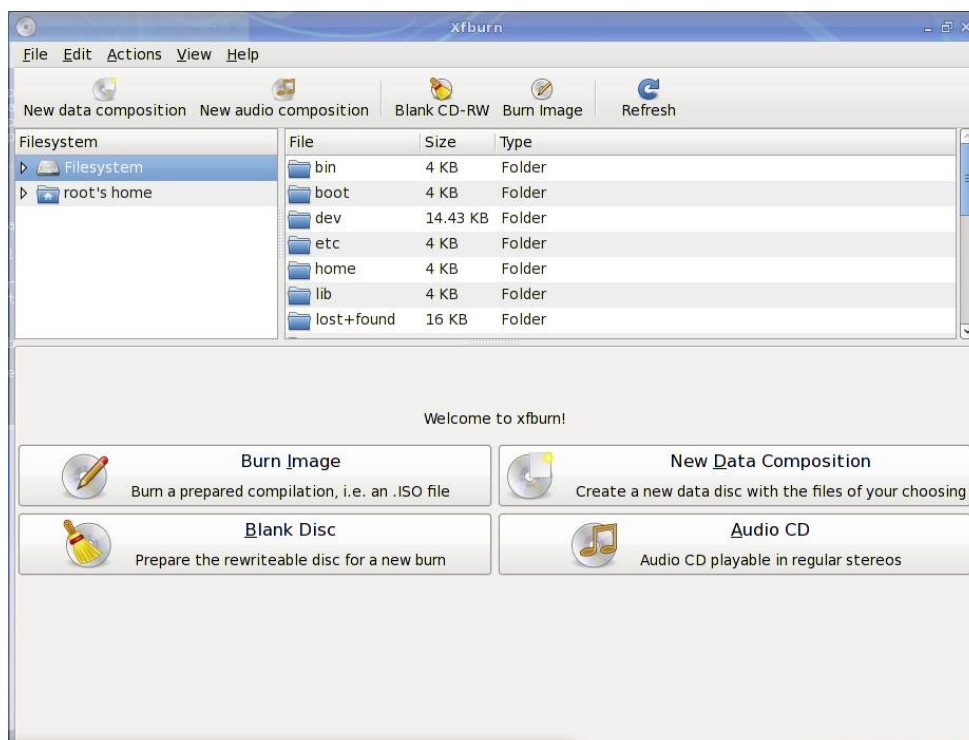 Xfburn
File Edit Actions View Help
New data composition New audio composition Blank CD-RW Burn Image Refresh
Filesystem File Size Type
Filesystem bin 4 KB Folder
root's home boot 4 KB Folder
dev 14.43 KB Folder
etc 4 KB Folder
home 4 KB Folder
lib 4 KB Folder
lost+found 16 KB Folder
Welcome to xfburn!
Burn Image New Data Composition
Burn a prepared compilation, i.e. an .ISO file Create a new data disc with the files of your choosing
Blank Disc Audio CD
Prepare the rewriteable disc for a new burn Audio CD playable in regular stereos